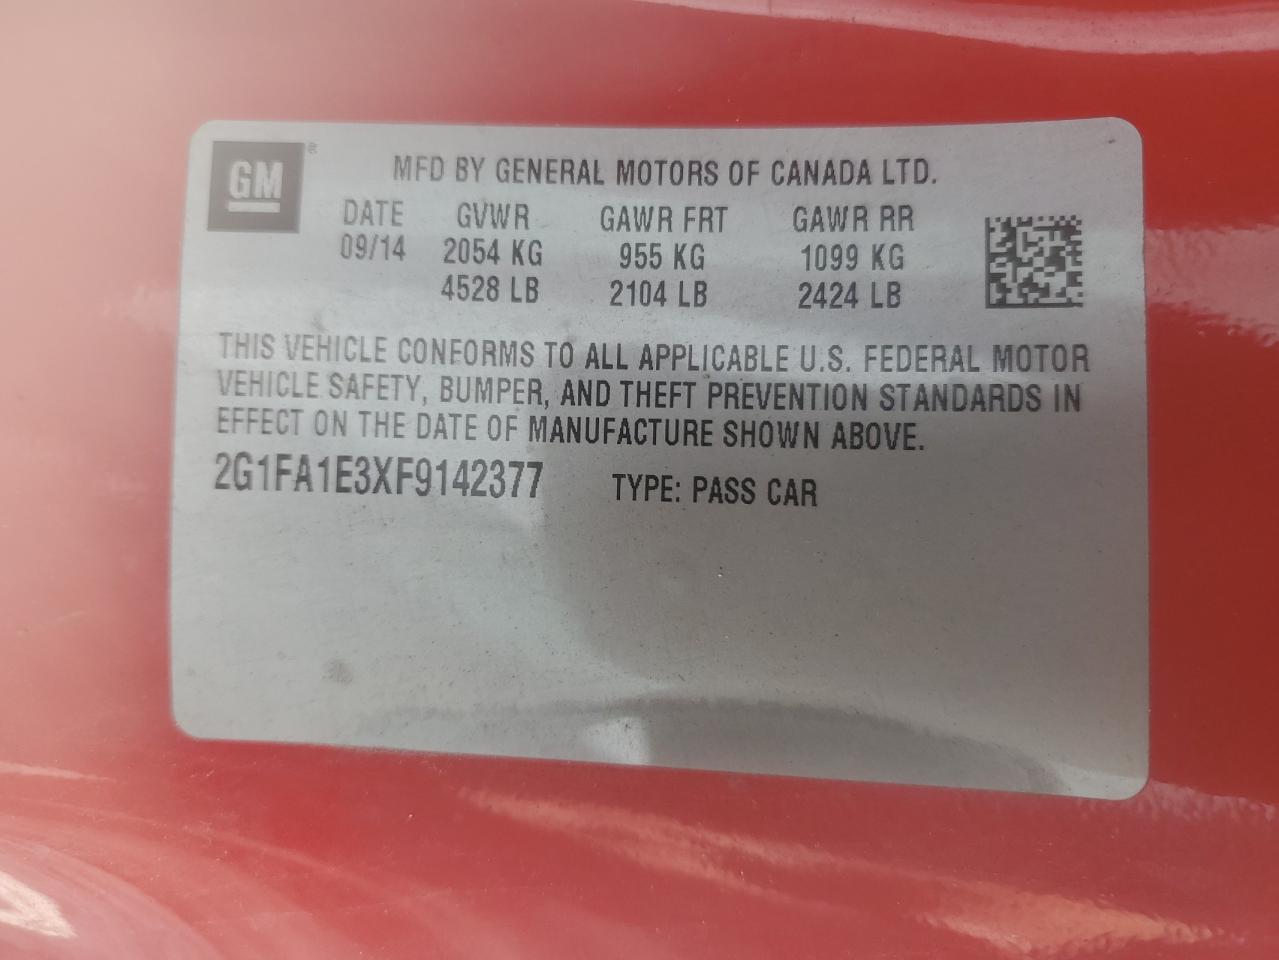 GM ®
MFD BY GENERAL MOTORS OF CANADA LTD.
DATE GVWR GAWR FRT GAWR RR
09/14 2054 KG 955 KG 1099 KG
4528 LB 2104 LB 2424 LB
THIS VEHICLE CONFORMS TO ALL APPLICABLE U.S. FEDERAL MOTOR
VEHICLE SAFETY, BUMPER, AND THEFT PREVENTION STANDARDS IN
EFFECT ON THE DATE OF MANUFACTURE SHOWN ABOVE.
2G1FA1E3XF9142377 TYPE: PASS CAR